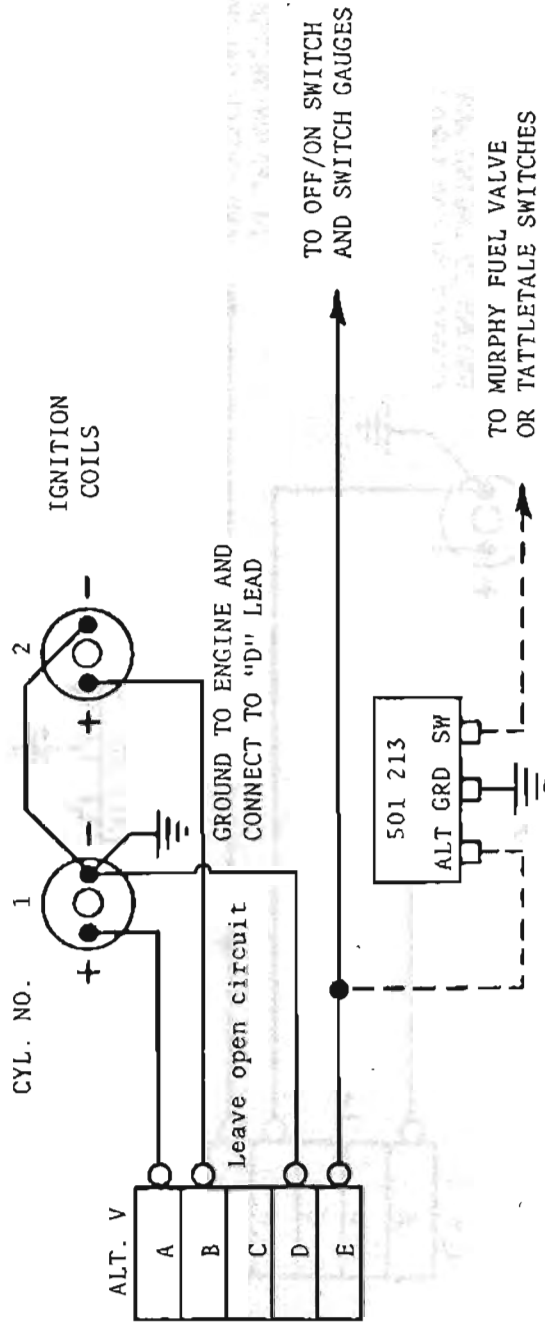 CYL. NO. 1 2
IGNITION
COILS
+ - + -
ALT. V
A
B
C
D
E
Leave open circuit
GROUND TO ENGINE AND
CONNECT TO "D" LEAD
TO OFF/ON SWITCH
AND SWITCH GAUGES
501 213
ALT GRD SW
TO MURPHY FUEL VALVE
OR TATTLETALE SWITCHES